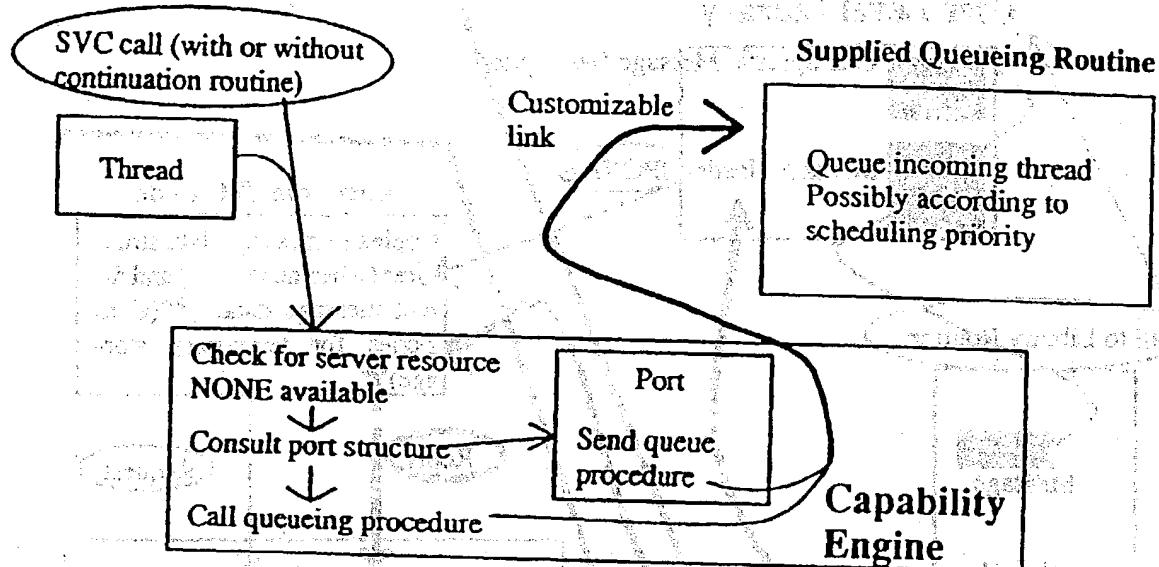 SVC call (with or without
continuation routine)
Thread
Customizable
link
Supplied Queueing Routine
Queue incoming thread
Possibly according to
scheduling priority
Check for server resource
NONE available
Consult port structure
Call queueing procedure
Port
Send queue
procedure
Capability
Engine